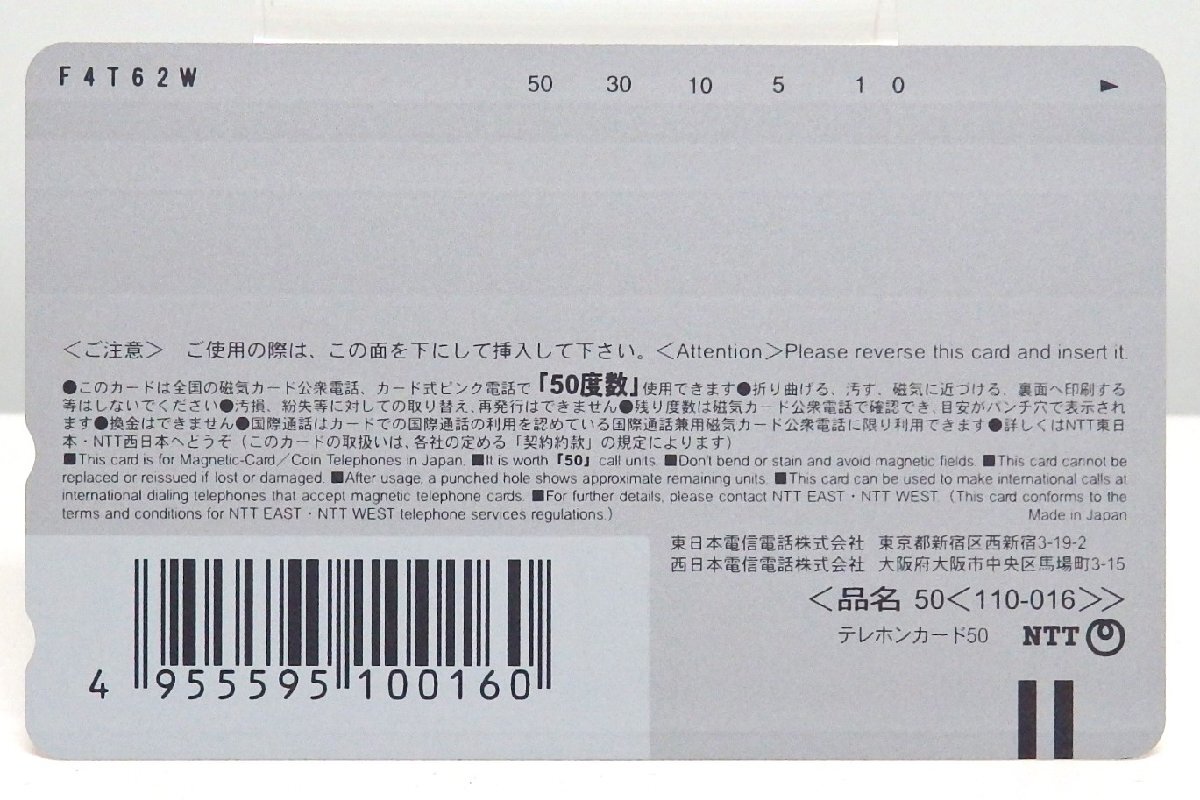 F4T62W 50 30 10 5 1 0 ►
＜ご注意＞ ご使用の際は、この面を下にして挿入して下さい。＜Attention＞Please reverse this card and insert it.
●このカードは全国の磁気カード公衆電話、カード式ピンク電話で「50度数」使用できます●折り曲げる、汚す、磁気に近づける、裏面へ印刷する
等はしないでください●汚損、紛失等に対しての取り替え、再発行はできません●残り度数は磁気カード公衆電話で確認でき、目安がパンチ穴で表示され
ます●換金はできません●国際通話はカードでの国際通話の利用を認めている国際通話兼用磁気カード公衆電話に限り利用できます●詳しくはNTT東日
本・NTT西日本へどうぞ（このカードの取扱いは、各社の定める「契約約款」の規定によります）
■This card is for Magnetic-Card／Coin Telephones in Japan. ■It is worth「50」call units. ■Don't bend or stain and avoid magnetic fields. ■This card cannot be
replaced or reissued if lost or damaged. ■After usage, a punched hole shows approximate remaining units. ■This card can be used to make international calls at
international dialing telephones that accept magnetic telephone cards. ■For further details, please contact NTT EAST・NTT WEST.（This card conforms to the
terms and conditions for NTT EAST・NTT WEST telephone services regulations.） Made in Japan
東日本電信電話株式会社 東京都新宿区西新宿3-19-2
西日本電信電話株式会社 大阪府大阪市中央区馬場町3-15
＜品名 50＜110-016＞＞
テレホンカード50 NTT
4 955595 100160